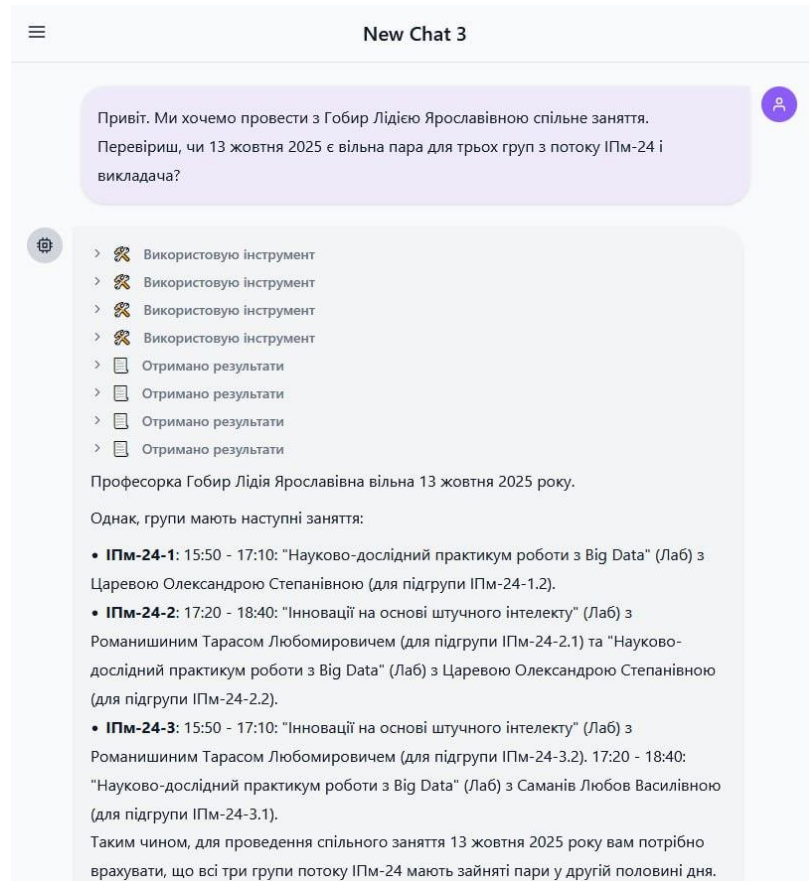 New Chat 3
Привіт. Ми хочемо провести з Гобир Лідією Ярославівною спільне заняття.
Перевіриш, чи 13 жовтня 2025 є вільна пара для трьох груп з потоку ІПм-24 і
викладача?
Використовую інструмент
Використовую інструмент
Використовую інструмент
Використовую інструмент
Отримано результати
Отримано результати
Отримано результати
Отримано результати
Професорка Гобир Лідія Ярославівна вільна 13 жовтня 2025 року.
Однак, групи мають наступні заняття:
• ІПм-24-1: 15:50 - 17:10: "Науково-дослідний практикум роботи з Big Data" (Лаб) з
Царевою Олександрою Степанівною (для підгрупи ІПм-24-1.2).
• ІПм-24-2: 17:20 - 18:40: "Інновації на основі штучного інтелекту" (Лаб) з
Романишиним Тарасом Любомировичем (для підгрупи ІПм-24-2.1) та "Науково-
дослідний практикум роботи з Big Data" (Лаб) з Царевою Олександрою Степанівною
(для підгрупи ІПм-24-2.2).
• ІПм-24-3: 15:50 - 17:10: "Інновації на основі штучного інтелекту" (Лаб) з
Романишиним Тарасом Любомировичем (для підгрупи ІПм-24-3.2). 17:20 - 18:40:
"Науково-дослідний практикум роботи з Big Data" (Лаб) з Саманів Любов Василівною
(для підгрупи ІПм-24-3.1).
Таким чином, для проведення спільного заняття 13 жовтня 2025 року вам потрібно
врахувати, що всі три групи потоку ІПм-24 мають зайняті пари у другій половині дня.